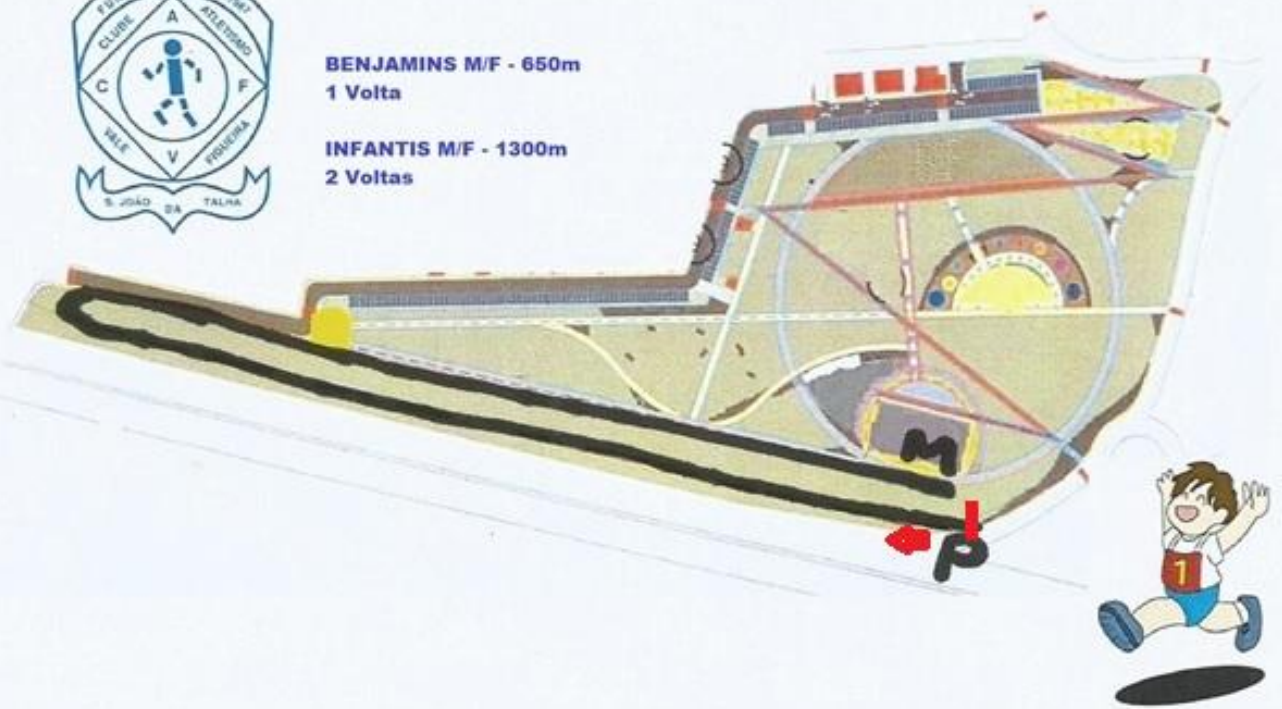 CLUBE
A
ATLETISMO
C
F
VALE
V
FIGUEIRA
S. JOÃO
DA
TALHA
BENJAMINS M/F - 650m
1 Volta
INFANTIS M/F - 1300m
2 Voltas
M
P
1